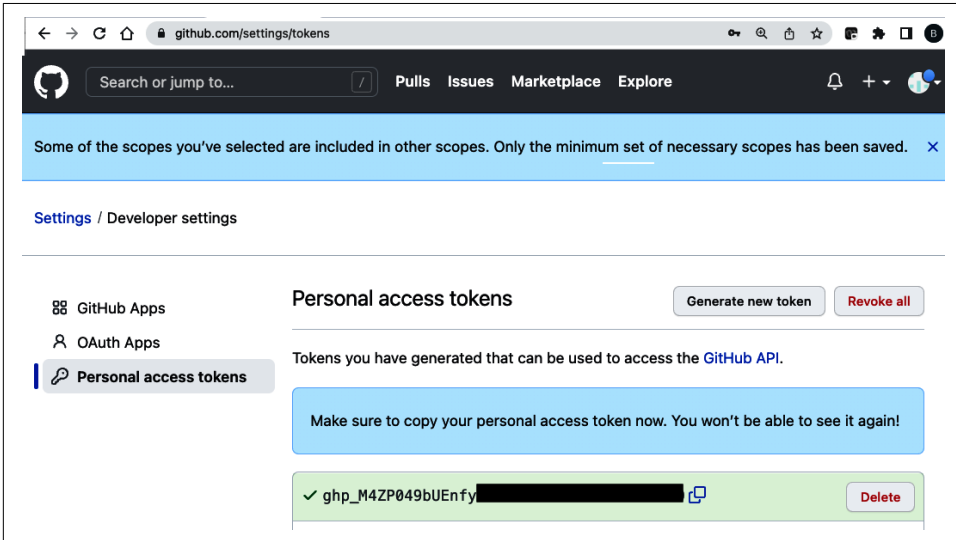 github.com/settings/tokens
B
Search or jump to...
/
Pulls Issues Marketplace Explore
Some of the scopes you've selected are included in other scopes. Only the minimum set of necessary scopes has been saved.
Settings / Developer settings
GitHub Apps
OAuth Apps
Personal access tokens
Personal access tokens
Generate new token
Revoke all
Tokens you have generated that can be used to access the GitHub API.
Make sure to copy your personal access token now. You won't be able to see it again!
ghp_M4ZP049bUEnfy
Delete